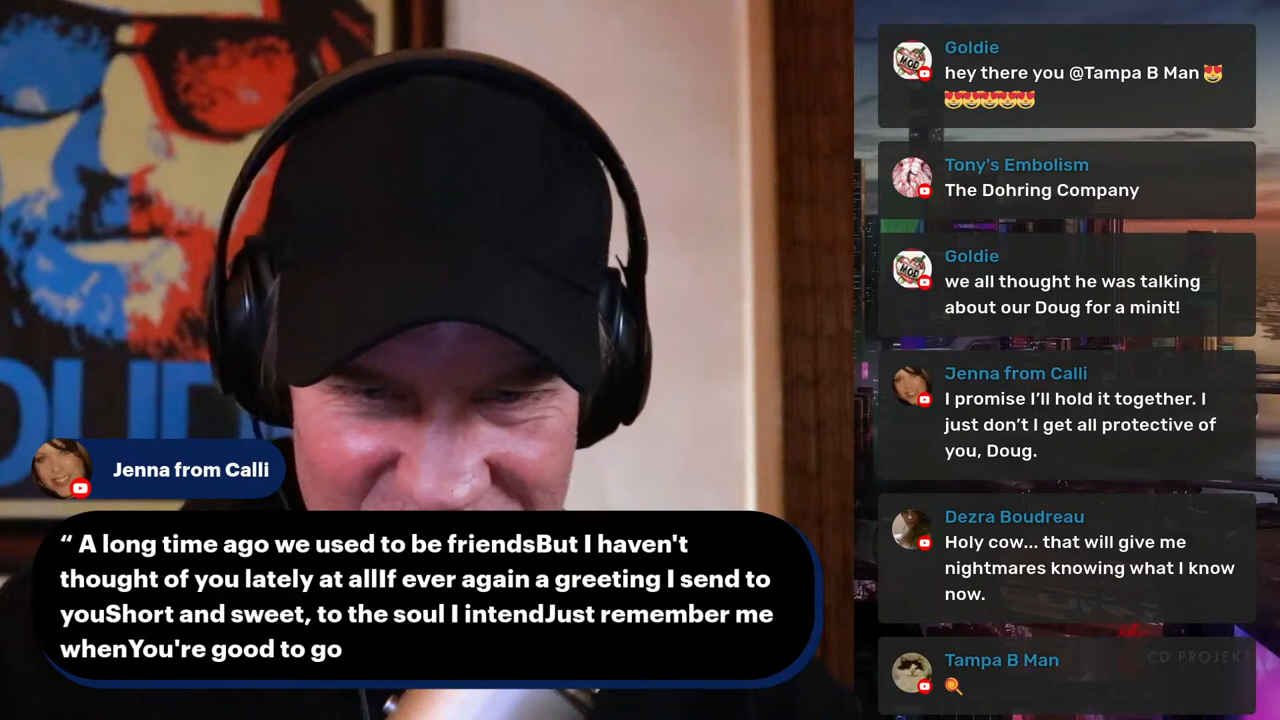 Jenna from Calli
“ A long time ago we used to be friendsBut I haven't
thought of you lately at allIf ever again a greeting I send to
youShort and sweet, to the soul I intendJust remember me
whenYou're good to go
Goldie
hey there you @Tampa B Man 😻
😻😻😻😻😻
Tony's Embolism
The Dohring Company
Goldie
we all thought he was talking
about our Doug for a minit!
Jenna from Calli
I promise I’ll hold it together. I
just don’t I get all protective of
you, Doug.
Dezra Boudreau
Holy cow... that will give me
nightmares knowing what I know
now.
Tampa B Man
🍭
CD PROJEKT
MOD
MOD